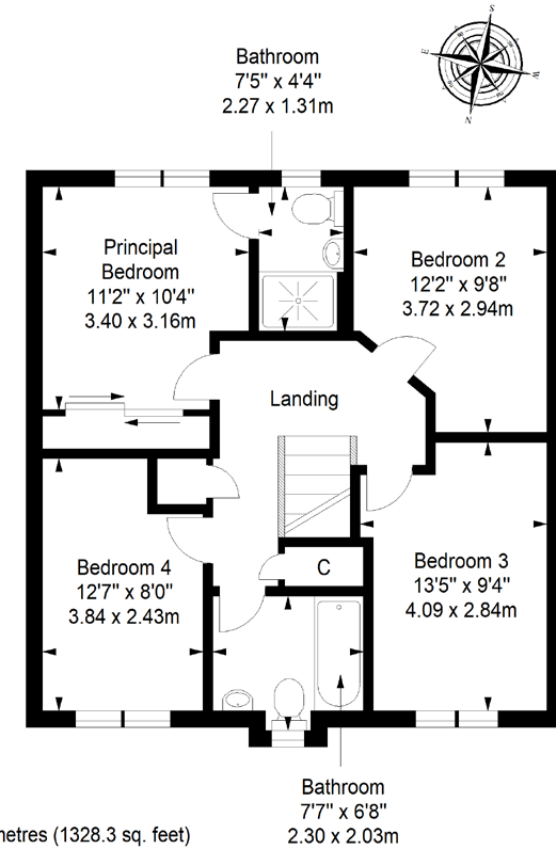 S
E
W
N
Bathroom
7'5" x 4'4"
2.27 x 1.31m
Principal
Bedroom
11'2" x 10'4"
3.40 x 3.16m
Bedroom 2
12'2" x 9'8"
3.72 x 2.94m
Landing
Bedroom 4
12'7" x 8'0"
3.84 x 2.43m
C
Bedroom 3
13'5" x 9'4"
4.09 x 2.84m
Bathroom
7'7" x 6'8"
2.30 x 2.03m
metres (1328.3 sq. feet)